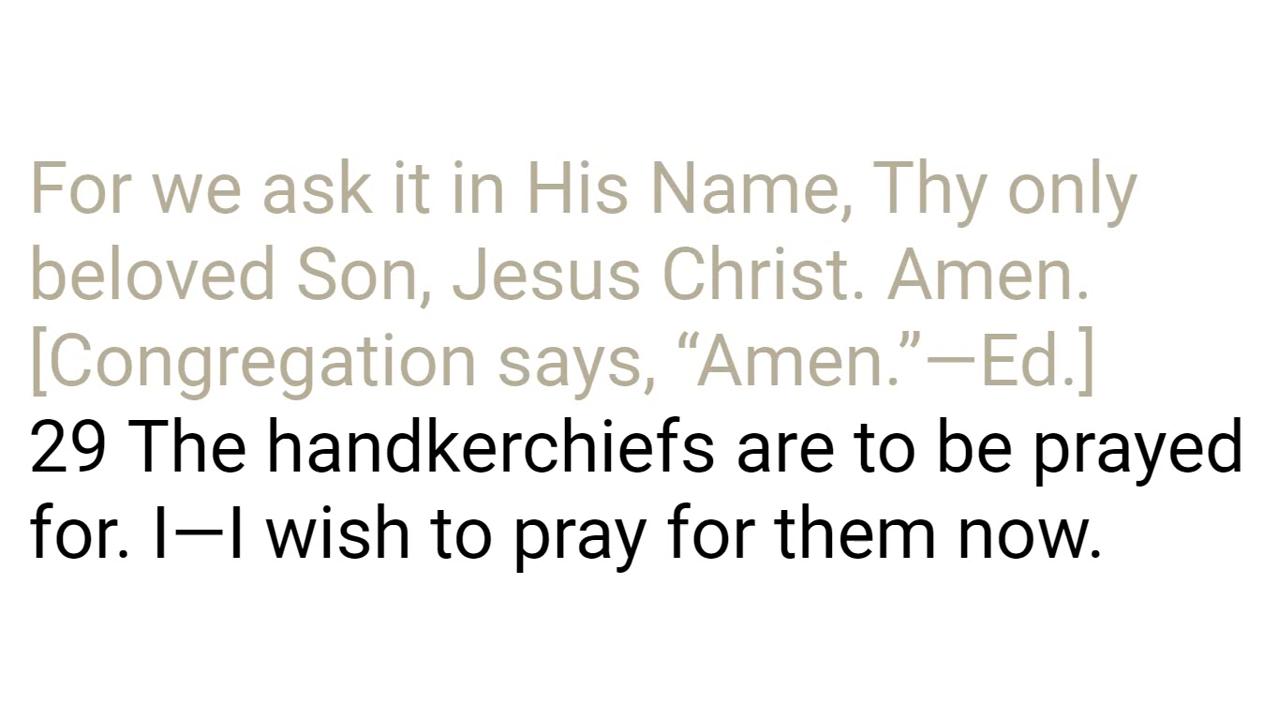 For we ask it in His Name, Thy only
beloved Son, Jesus Christ. Amen.
[Congregation says, “Amen.”—Ed.]
29 The handkerchiefs are to be prayed
for. I—I wish to pray for them now.